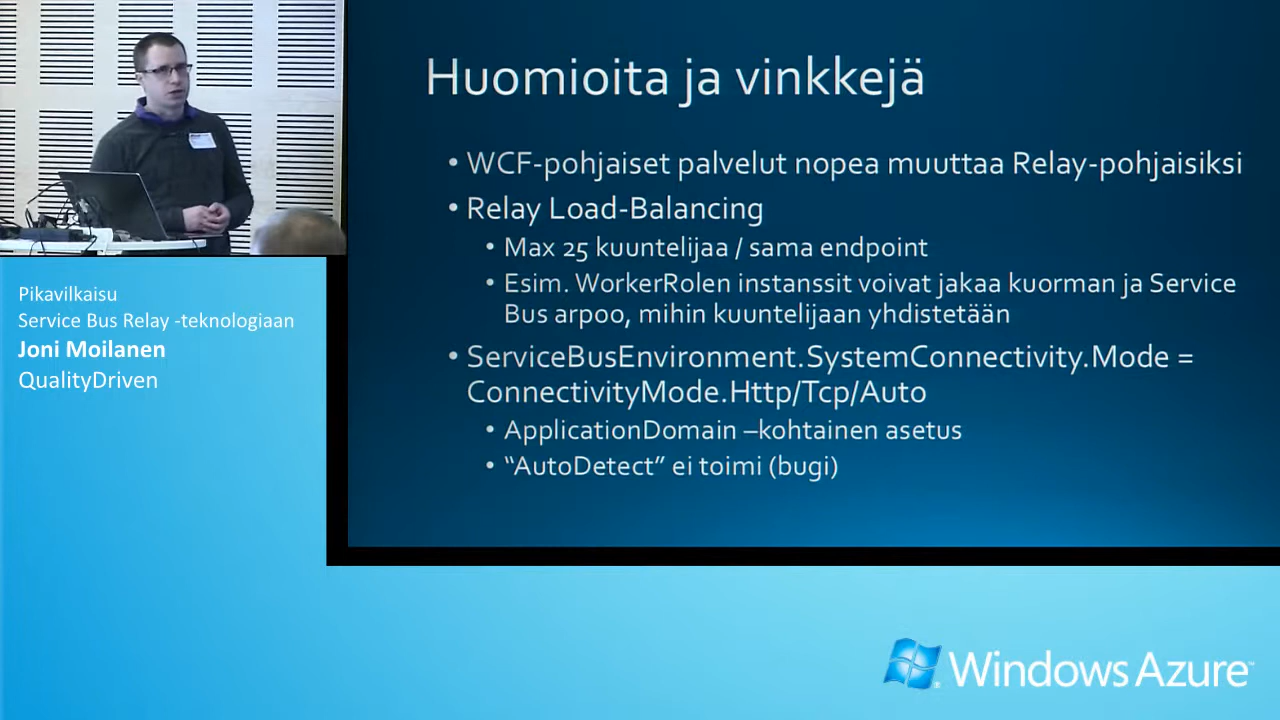 Huomioita ja vinkkejä
• WCF-pohjaiset palvelut nopea muuttaa Relay-pohjaisiksi
• Relay Load-Balancing
• Max 25 kuuntelijaa / sama endpoint
• Esim. WorkerRolen instanssit voivat jakaa kuorman ja Service
Bus arpoo, mihin kuuntelijaan yhdistetään
• ServiceBusEnvironment.SystemConnectivity.Mode =
ConnectivityMode.Http/Tcp/Auto
• ApplicationDomain –kohtainen asetus
• “AutoDetect” ei toimi (bugi)
Pikavilkaisu
Service Bus Relay -teknologiaan
Joni Moilanen
QualityDriven
Windows Azure™